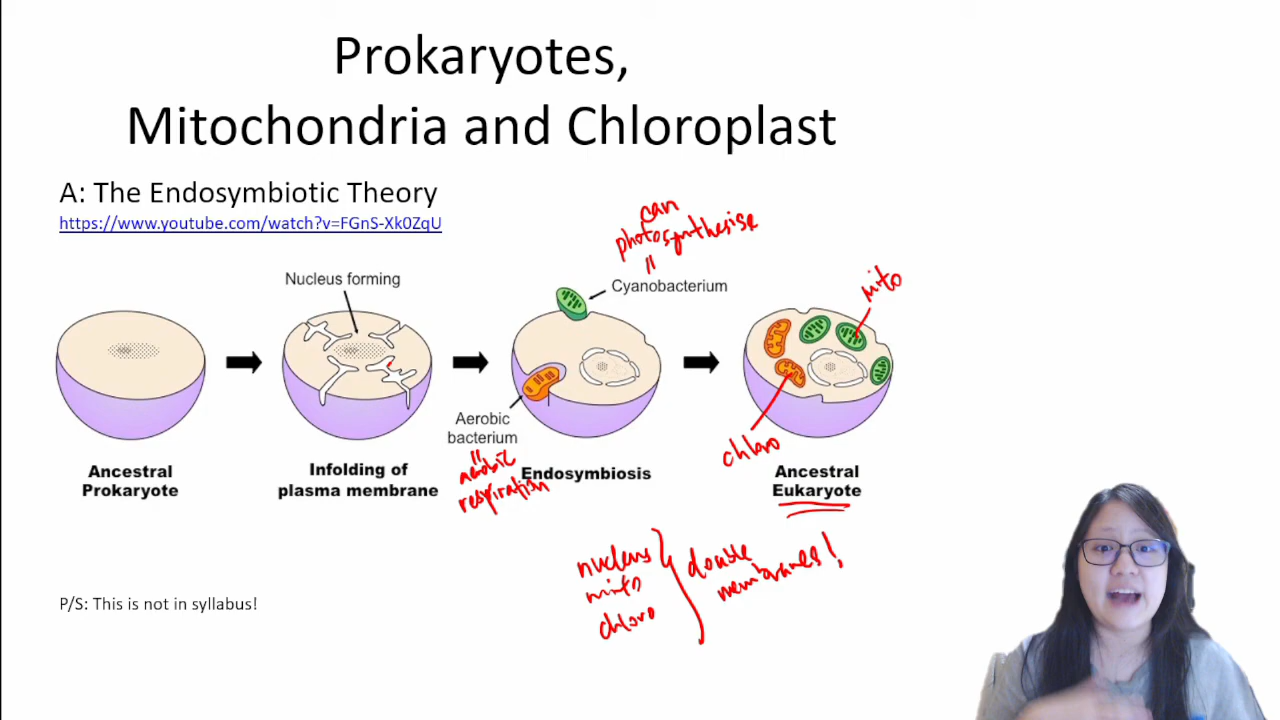 Prokaryotes,
Mitochondria and Chloroplast
A: The Endosymbiotic Theory
https://www.youtube.com/watch?v=FGnS-Xk0ZqU
can
photosynthesise
"
Nucleus forming
Cyanobacterium
mito
Aerobic
bacterium
"
aerobic
respiration
chloro
Ancestral
Prokaryote
Infolding of
plasma membrane
Endosymbiosis
Ancestral
Eukaryote
nucleus
mito
chloro
double
membranes!
P/S: This is not in syllabus!